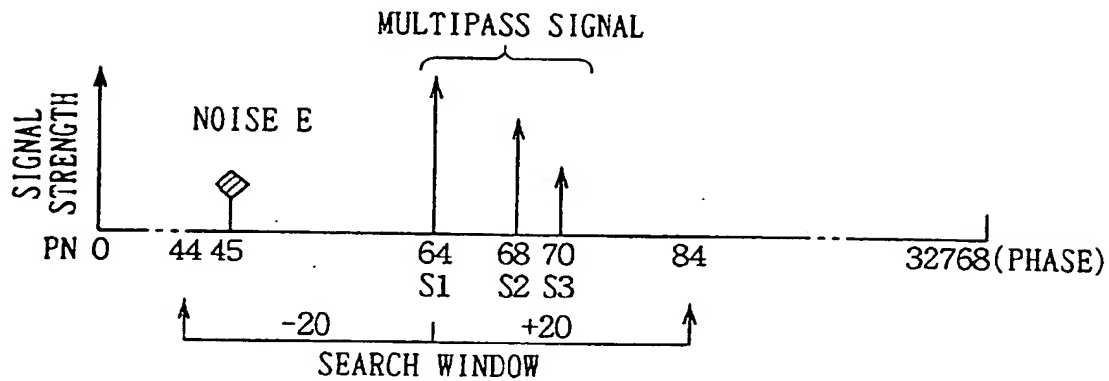 MULTIPASS SIGNAL
SIGNAL
STRENGTH
NOISE E
PN 0 44 45 64 68 70 84 32768(PHASE)
S1 S2 S3
-20 +20
SEARCH WINDOW